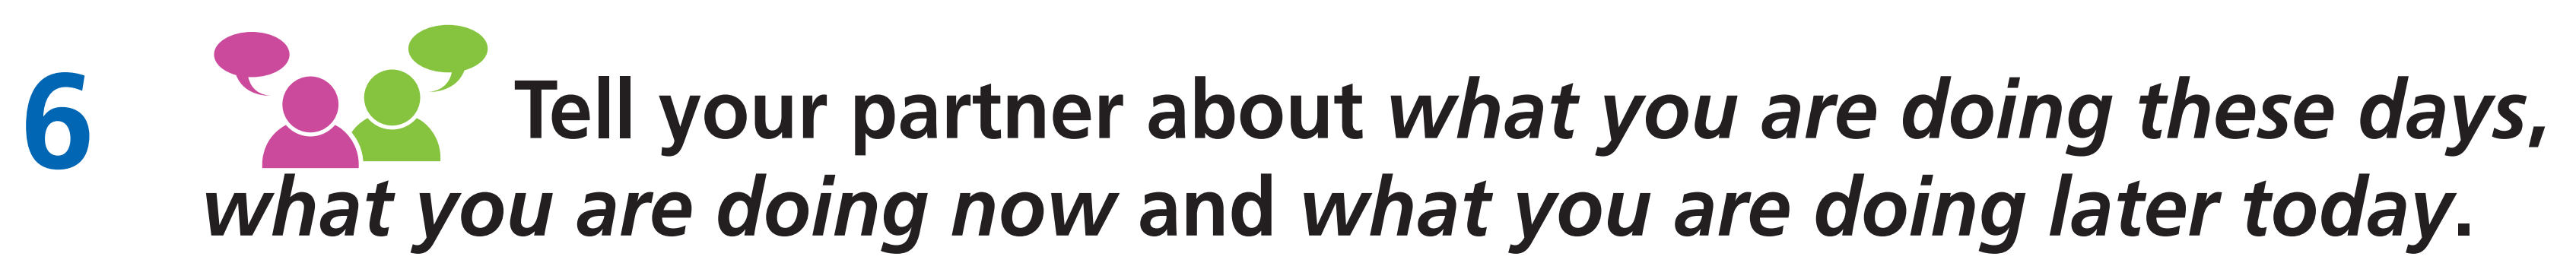 6 Tell your partner about what you are doing these days,
what you are doing now and what you are doing later today.